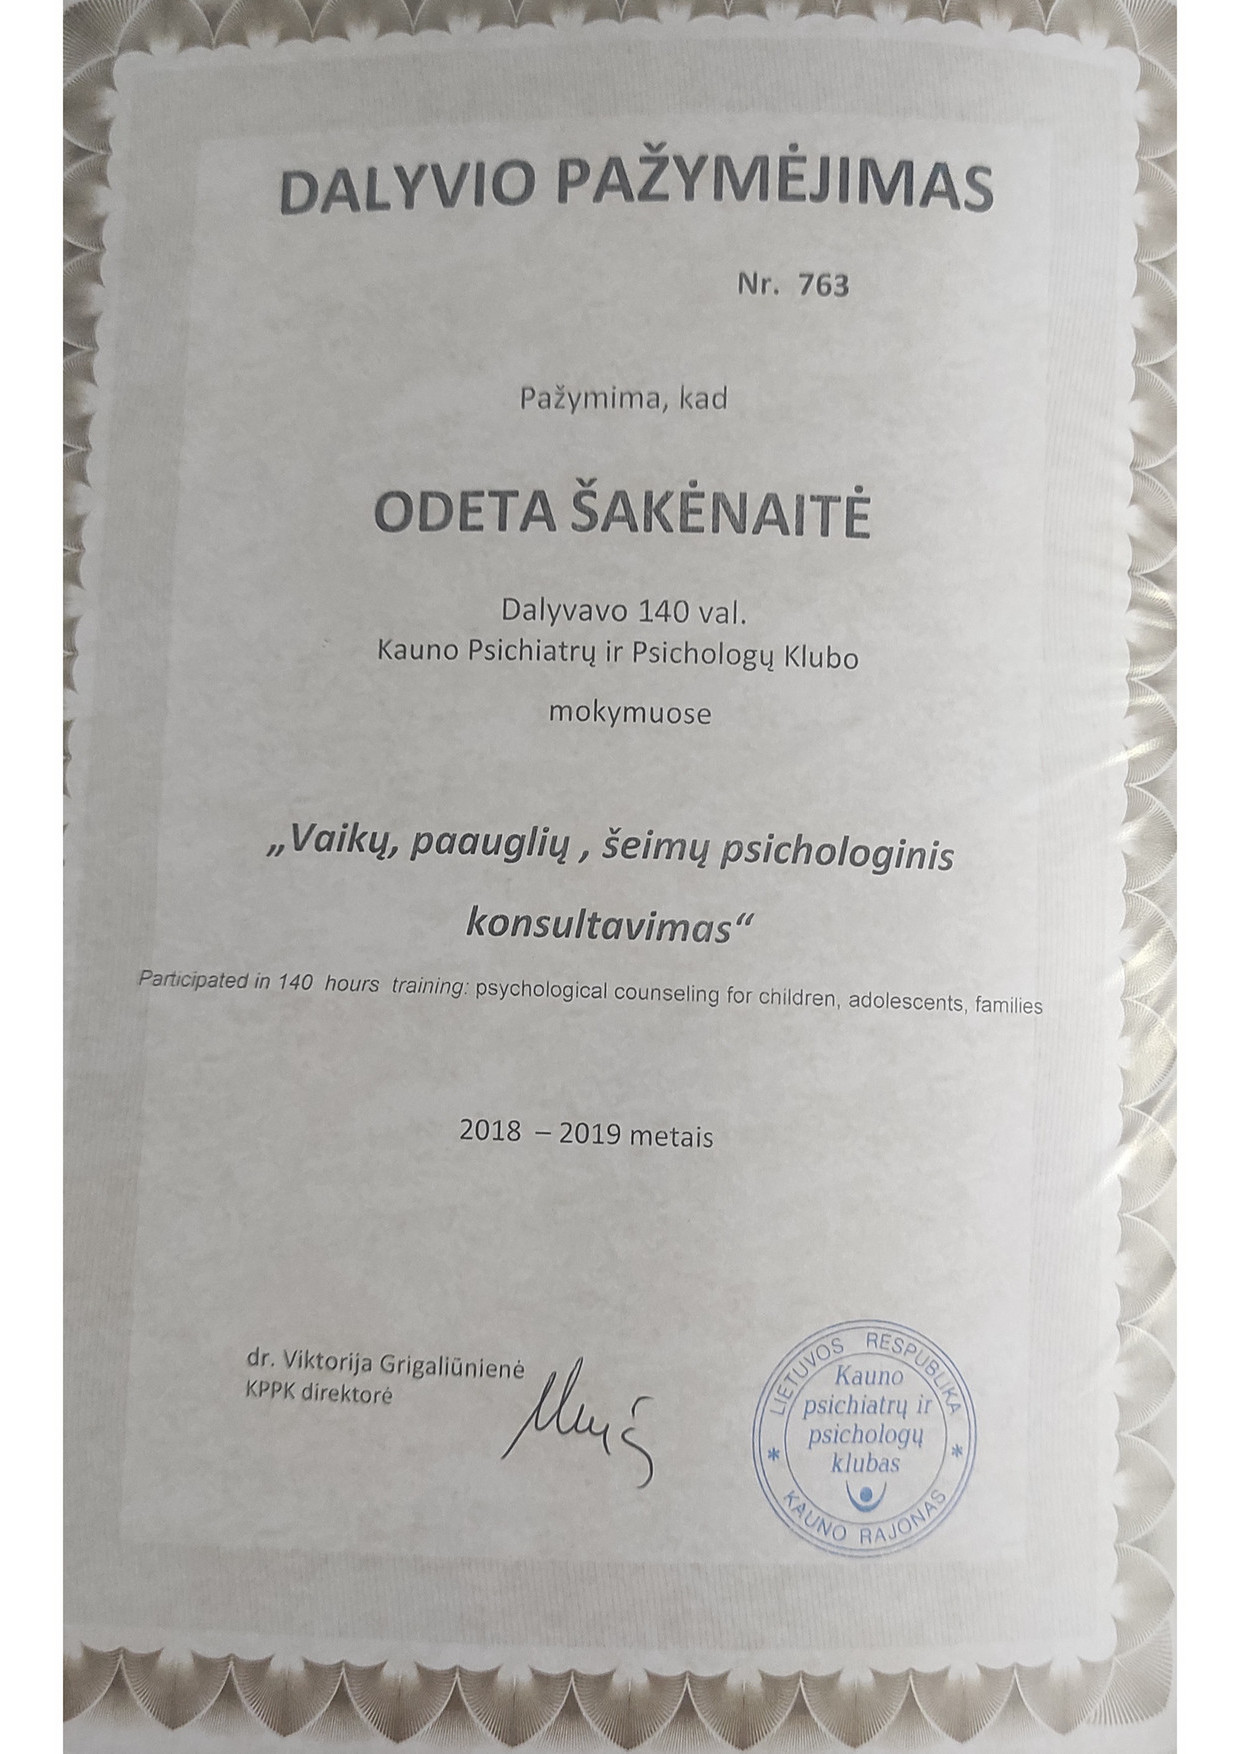 DALYVIO PAŽYMĖJIMAS
Nr. 763
Pažymima, kad
ODETA ŠAKĖNAITĖ
Dalyvavo 140 val.
Kauno Psichiatrų ir Psichologų Klubo
mokymuose
„Vaikų, paauglių , šeimų psichologinis
konsultavimas“
Participated in 140 hours training: psychological counseling for children, adolescents, families
2018 – 2019 metais
dr. Viktorija Grigaliūnienė
KPPK direktorė
LIETUVOS RESPUBLIKA
Kauno
psichiatrų ir
psichologų
klubas
* KAUNO RAJONAS *